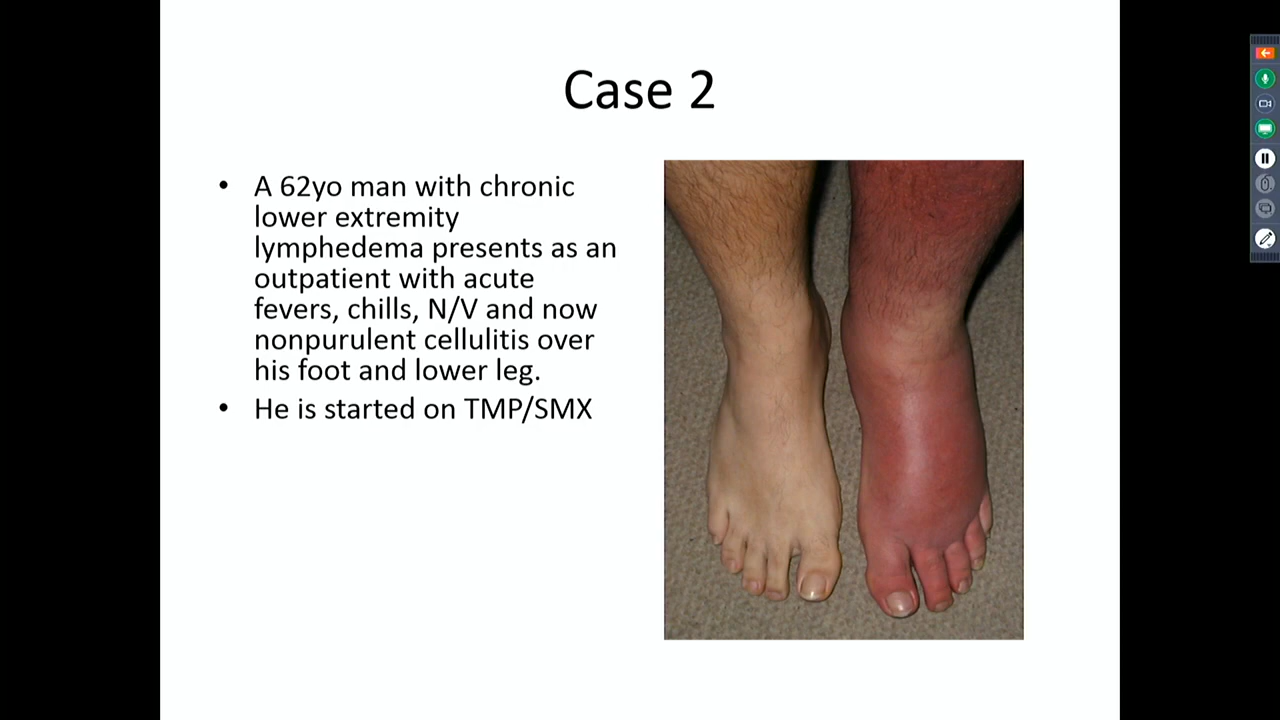 Case 2
• A 62yo man with chronic
lower extremity
lymphedema presents as an
outpatient with acute
fevers, chills, N/V and now
nonpurulent cellulitis over
his foot and lower leg.
• He is started on TMP/SMX